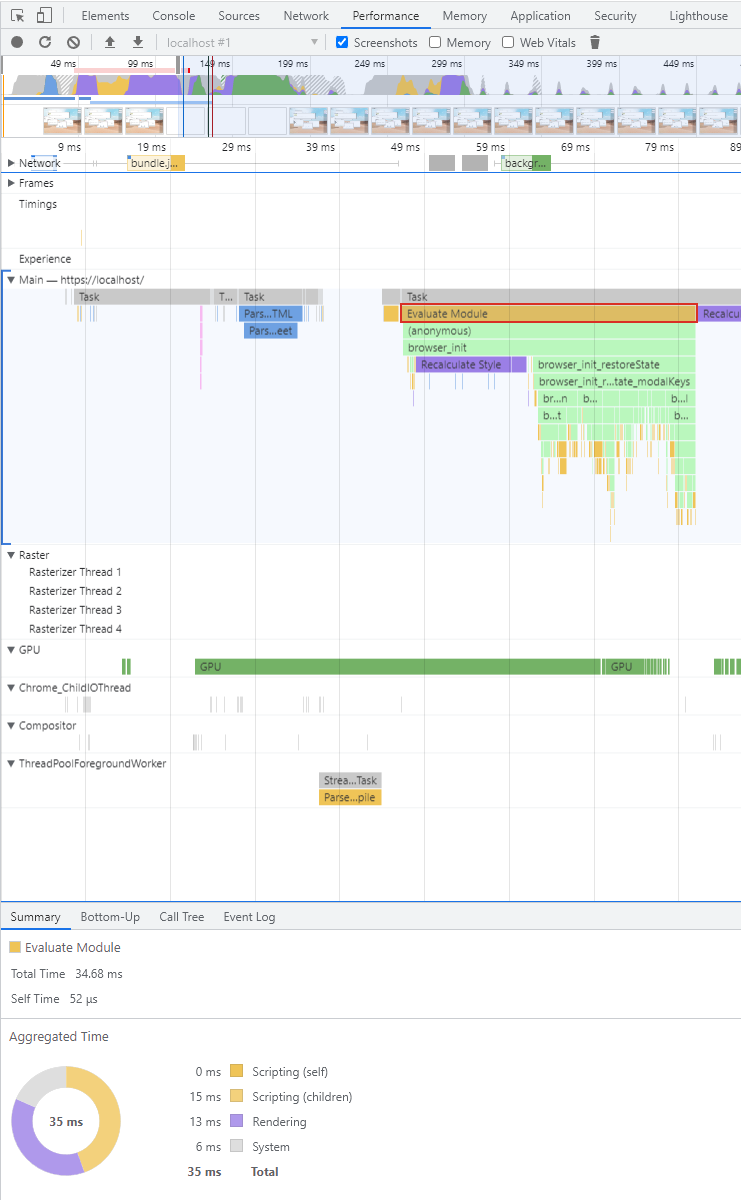 Elements Console Sources Network Performance Memory Application Security Lighthouse
localhost #1 Screenshots Memory Web Vitals
49 ms 99 ms 149 ms 199 ms 249 ms 299 ms 349 ms 399 ms 449 ms
9 ms 19 ms 29 ms 39 ms 49 ms 59 ms 69 ms 79 ms 89
Network bundle.j... backgr...
Frames
Timings
Experience
Main — https://localhost/
Task T... Task Task
Pars...TML Evaluate Module Recalcu
Pars...eet (anonymous)
browser_init
Recalculate Style browser_init_restoreState
browser_init_r...tate_modalKeys
br...n b... b...l
b...t b...
Raster
Rasterizer Thread 1
Rasterizer Thread 2
Rasterizer Thread 3
Rasterizer Thread 4
GPU
GPU GPU
Chrome_ChildIOThread
Compositor
ThreadPoolForegroundWorker
Strea...Task
Parse...pile
Summary Bottom-Up Call Tree Event Log
Evaluate Module
Total Time 34.68 ms
Self Time 52 μs
Aggregated Time
35 ms
0 ms Scripting (self)
15 ms Scripting (children)
13 ms Rendering
6 ms System
35 ms Total